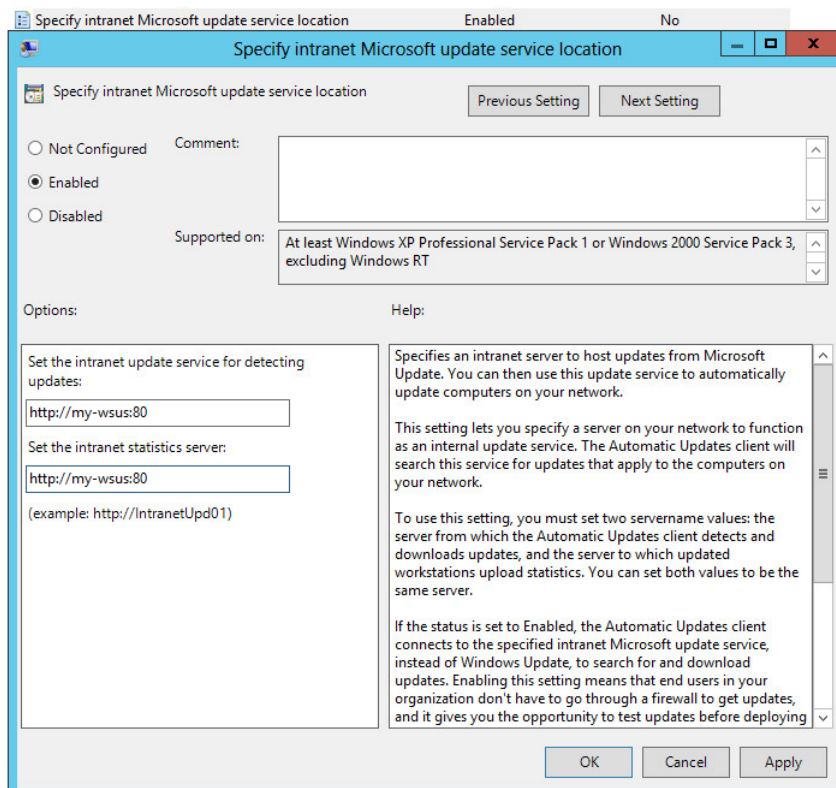 Specify intranet Microsoft update service location Enabled No
Specify intranet Microsoft update service location
Specify intranet Microsoft update service location
Previous Setting Next Setting
Not Configured
Comment:
Enabled
Disabled
Supported on:
At least Windows XP Professional Service Pack 1 or Windows 2000 Service Pack 3,
excluding Windows RT
Options:
Help:
Set the intranet update service for detecting
updates:
http://my-wsus:80
Set the intranet statistics server:
http://my-wsus:80
(example: http://IntranetUpd01)
Specifies an intranet server to host updates from Microsoft
Update. You can then use this update service to automatically
update computers on your network.
This setting lets you specify a server on your network to function
as an internal update service. The Automatic Updates client will
search this service for updates that apply to the computers on
your network.
To use this setting, you must set two servername values: the
server from which the Automatic Updates client detects and
downloads updates, and the server to which updated
workstations upload statistics. You can set both values to be the
same server.
If the status is set to Enabled, the Automatic Updates client
connects to the specified intranet Microsoft update service,
instead of Windows Update, to search for and download
updates. Enabling this setting means that end users in your
organization don't have to go through a firewall to get updates,
and it gives you the opportunity to test updates before deploying
OK Cancel Apply